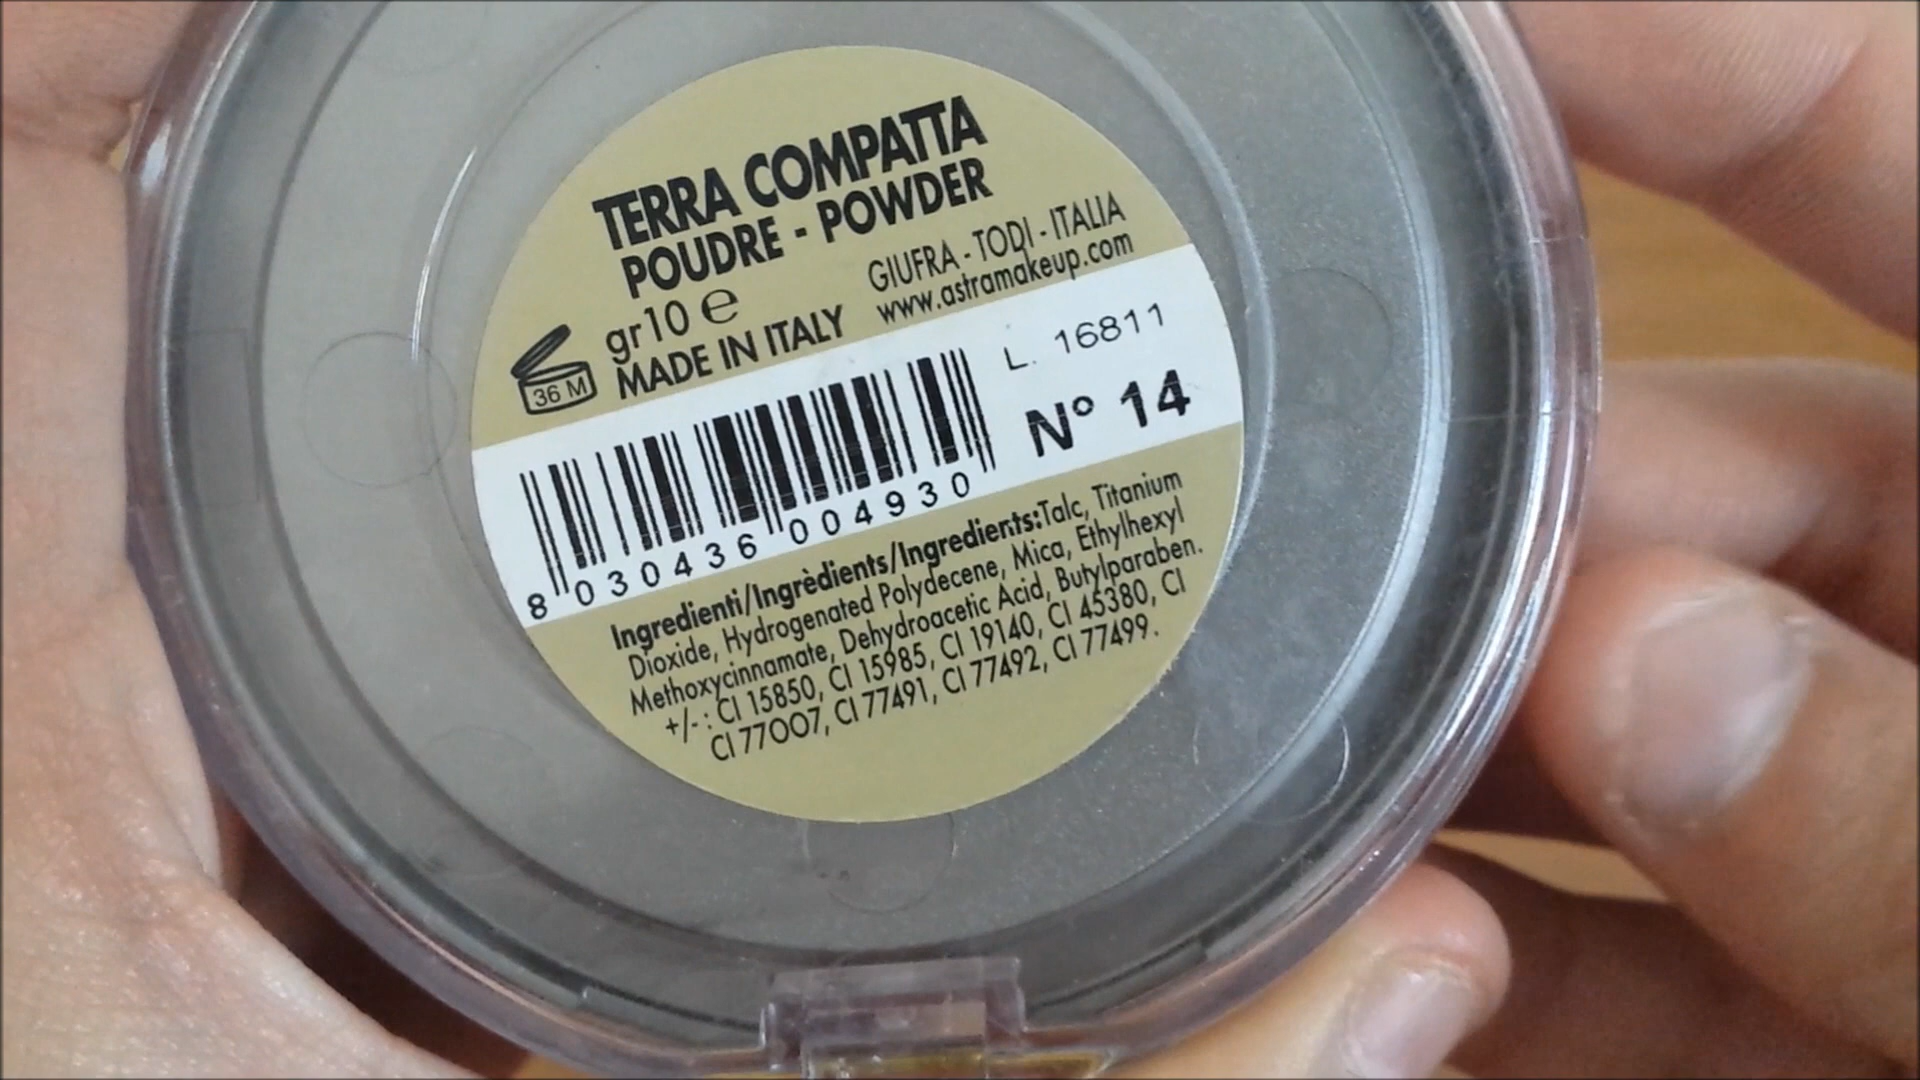 TERRA COMPATTA
POUDRE - POWDER
gr10 e
GIUFRA - TODI - ITALIA
36 M
MADE IN ITALY
www.astramakeup.com
L. 16811
N° 14
8 030436 004930
Ingredienti/Ingrèdients/Ingredients:Talc, Titanium
Dioxide, Hydrogenated Polydecene, Mica, Ethylhexyl
Methoxycinnamate, Dehydroacetic Acid, Butylparaben.
+/- : CI 15850, CI 15985, CI 19140, CI 45380, CI
CI 77007, CI 77491, CI 77492, CI 77499.